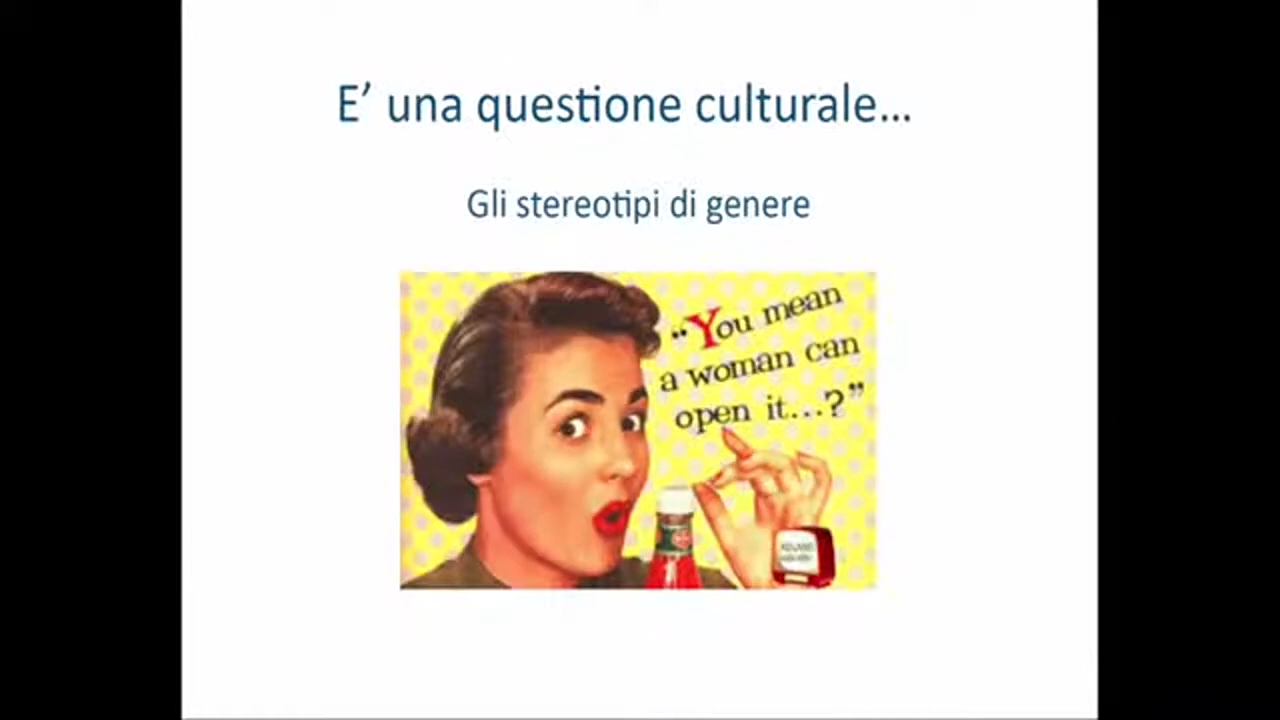 E’ una questione culturale...
Gli stereotipi di genere
“You mean
a woman can
open it...?”